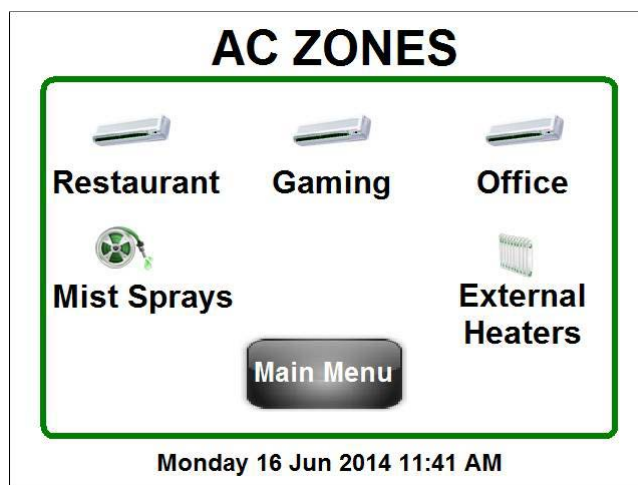 AC ZONES
Restaurant Gaming Office
Mist Sprays External
Heaters
Main Menu
Monday 16 Jun 2014 11:41 AM